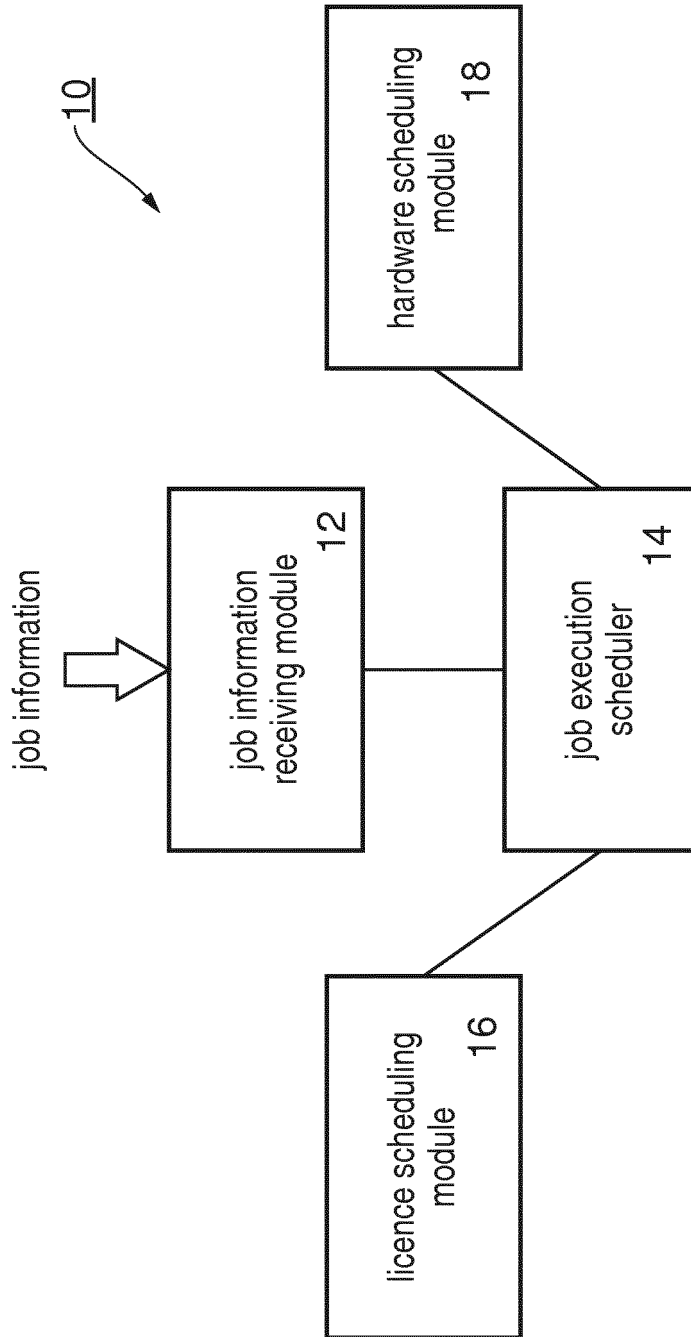 10
job information
job information
receiving module
12
licence scheduling
module
16
hardware scheduling
module
18
job execution
scheduler
14